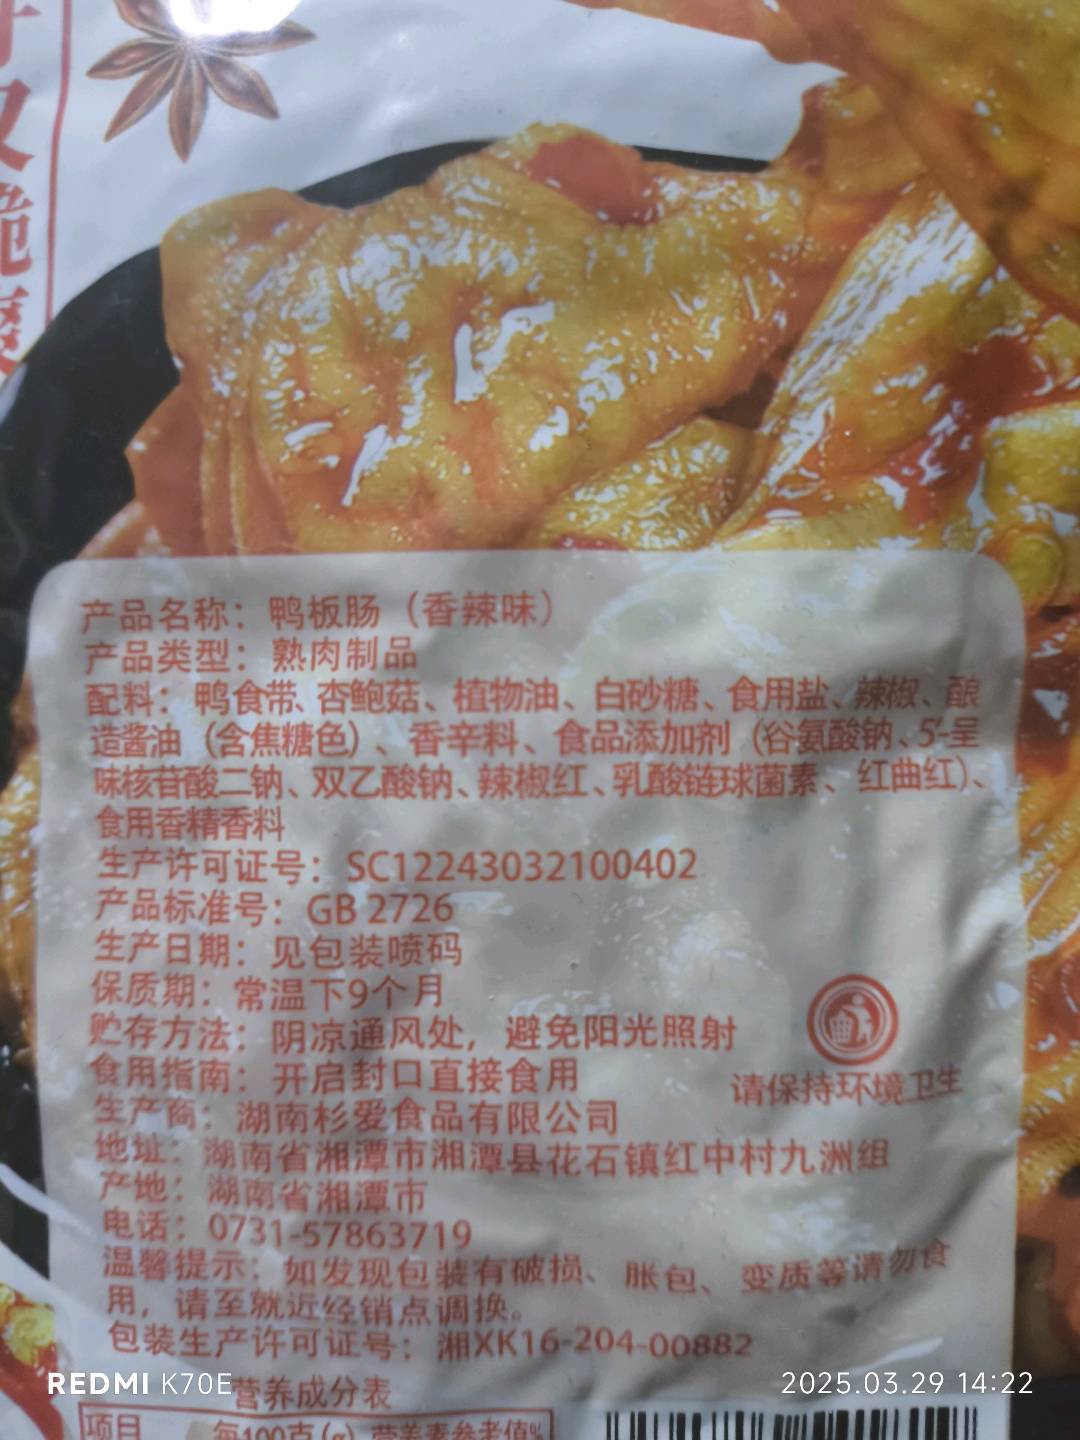 脆
产品名称：鸭板肠（香辣味）
产品类型：熟肉制品
配料：鸭食带、杏鲍菇、植物油、白砂糖、食用盐、辣椒、酿
造酱油（含焦糖色）、香辛料、食品添加剂（谷氨酸钠、5'-呈
味核苷酸二钠、双乙酸钠、辣椒红、乳酸链球菌素、红曲红）、
食用香精香料
生产许可证号：SC12243032100402
产品标准号：GB 2726
生产日期：见包装喷码
保质期：常温下9个月
贮存方法：阴凉通风处，避免阳光照射
食用指南：开启封口直接食用
请保持环境卫生
生产商：湖南杉爱食品有限公司
地址：湖南省湘潭市湘潭县花石镇红中村九洲组
产地：湖南省湘潭市
电话：0731-57863719
温馨提示：如发现包装有破损、胀包、变质等请勿食
用，请至就近经销点调换。
包装生产许可证号：湘XK16-204-00882
营养成分表
项目 每100克(g) 营养素参考值%
REDMI K70E
2025.03.29 14:22